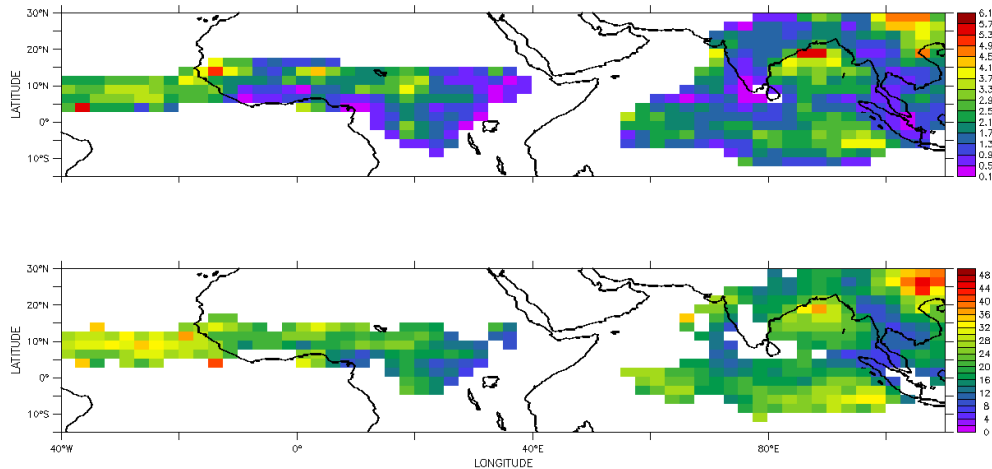 30°N
20°N
10°N
0°
10°S
LATITUDE
6.1
5.7
5.3
4.9
4.5
4.1
3.7
3.3
2.9
2.5
2.1
1.7
1.3
0.9
0.5
0.1
30°N
20°N
10°N
0°
10°S
LATITUDE
48
44
40
36
32
28
24
20
16
12
8
4
0
40°W
0°
40°E
80°E
LONGITUDE